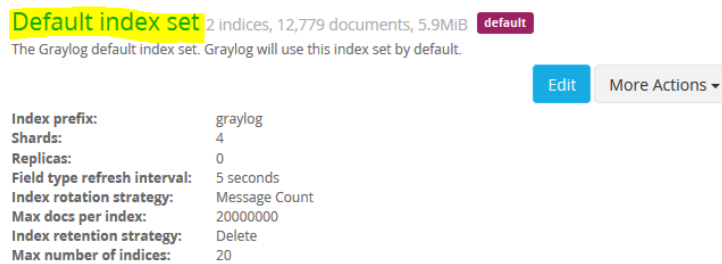 Default index set 2 indices, 12,779 documents, 5.9MiB default
The Graylog default index set. Graylog will use this index set by default.
Edit More Actions
Index prefix: graylog
Shards: 4
Replicas: 0
Field type refresh interval: 5 seconds
Index rotation strategy: Message Count
Max docs per index: 20000000
Index retention strategy: Delete
Max number of indices: 20